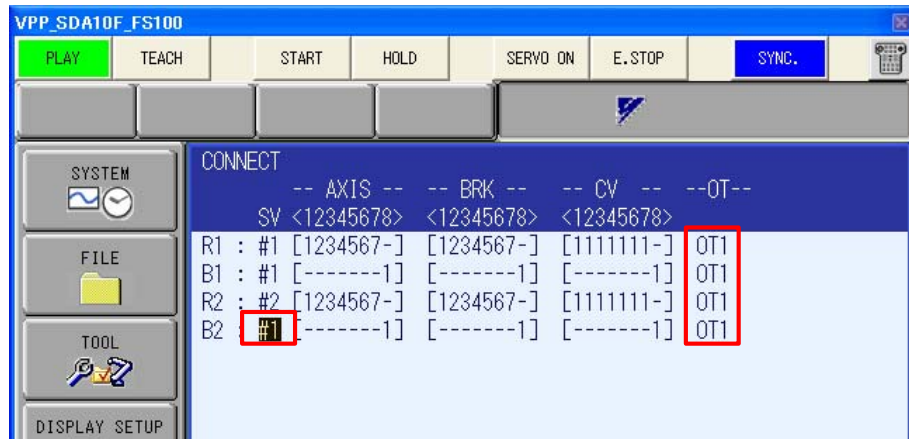 VPP_SDA10F_FS100
PLAY TEACH START HOLD SERVO ON E.STOP SYNC.
SYSTEM
FILE
TOOL
DISPLAY SETUP
CONNECT
-- AXIS -- -- BRK -- -- CV -- --OT--
SV <12345678> <12345678> <12345678>
R1 : #1 [1234567-] [1234567-] [1111111-] OT1
B1 : #1 [-------1] [-------1] [-------1] OT1
R2 : #2 [1234567-] [1234567-] [1111111-] OT1
B2 : #1 [-------1] [-------1] [-------1] OT1